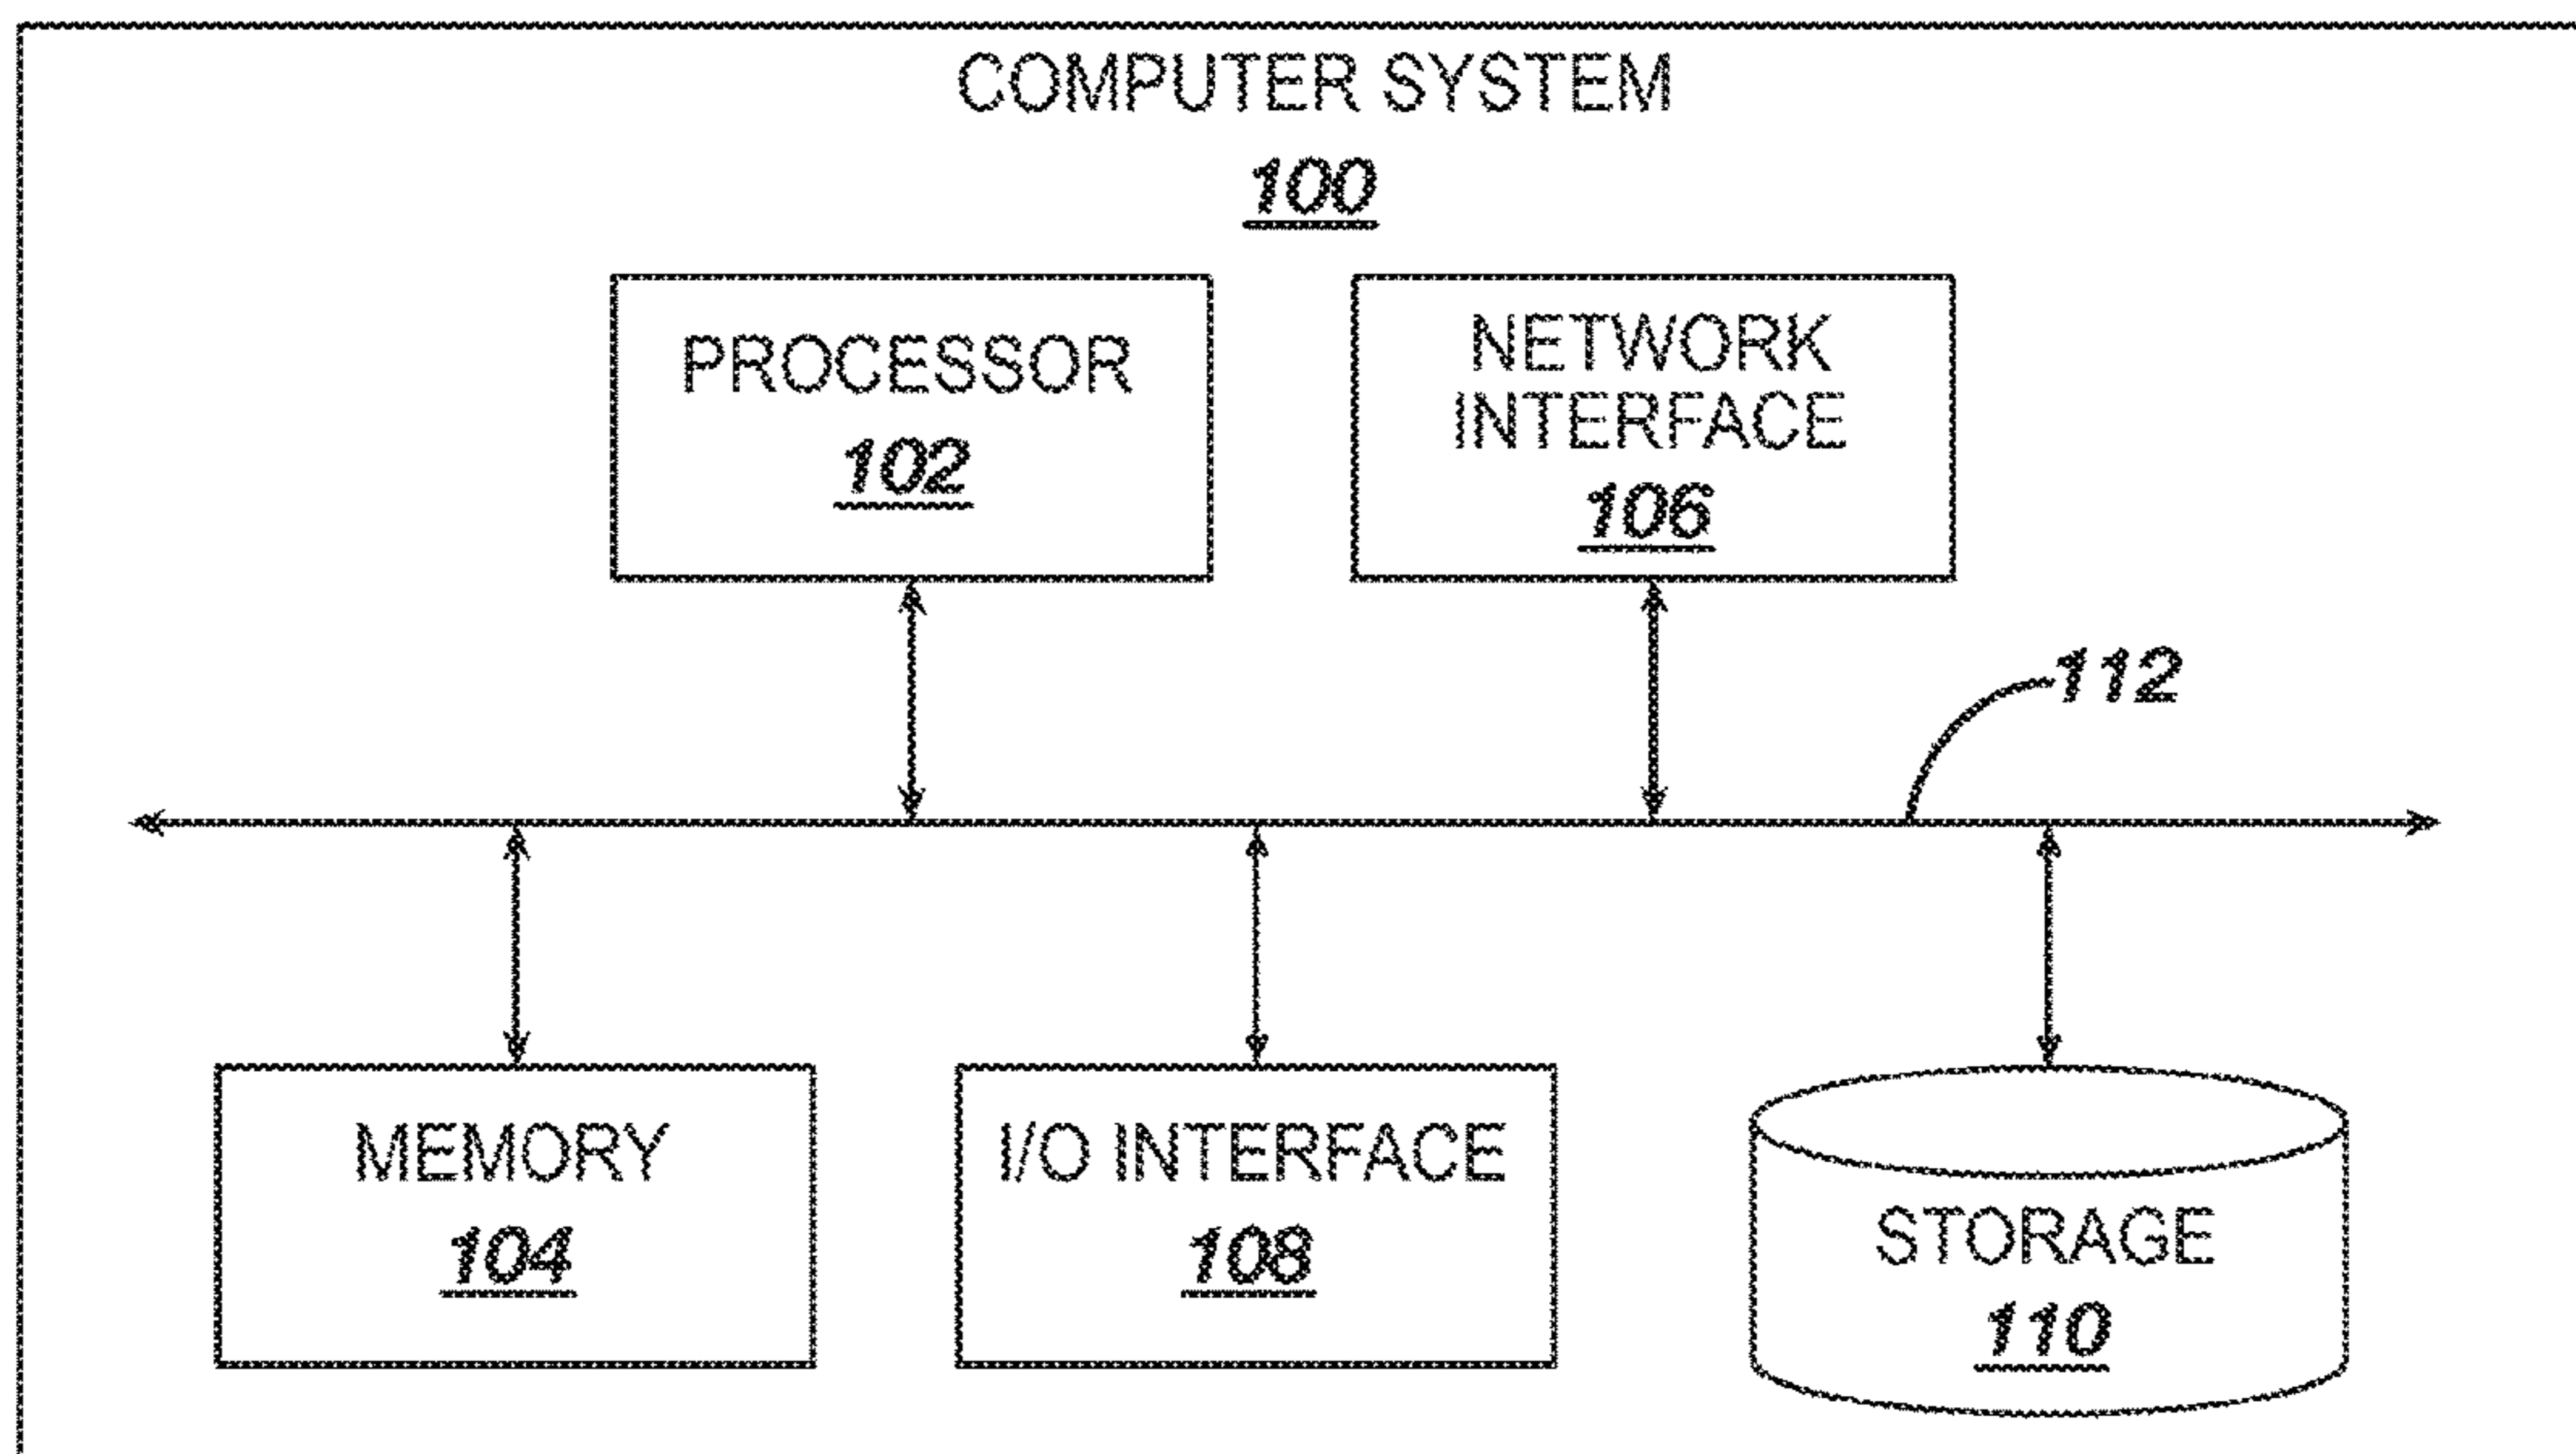 COMPUTER SYSTEM
100
PROCESSOR
102
NETWORK
INTERFACE
106
112
MEMORY
104
I/O INTERFACE
108
STORAGE
110